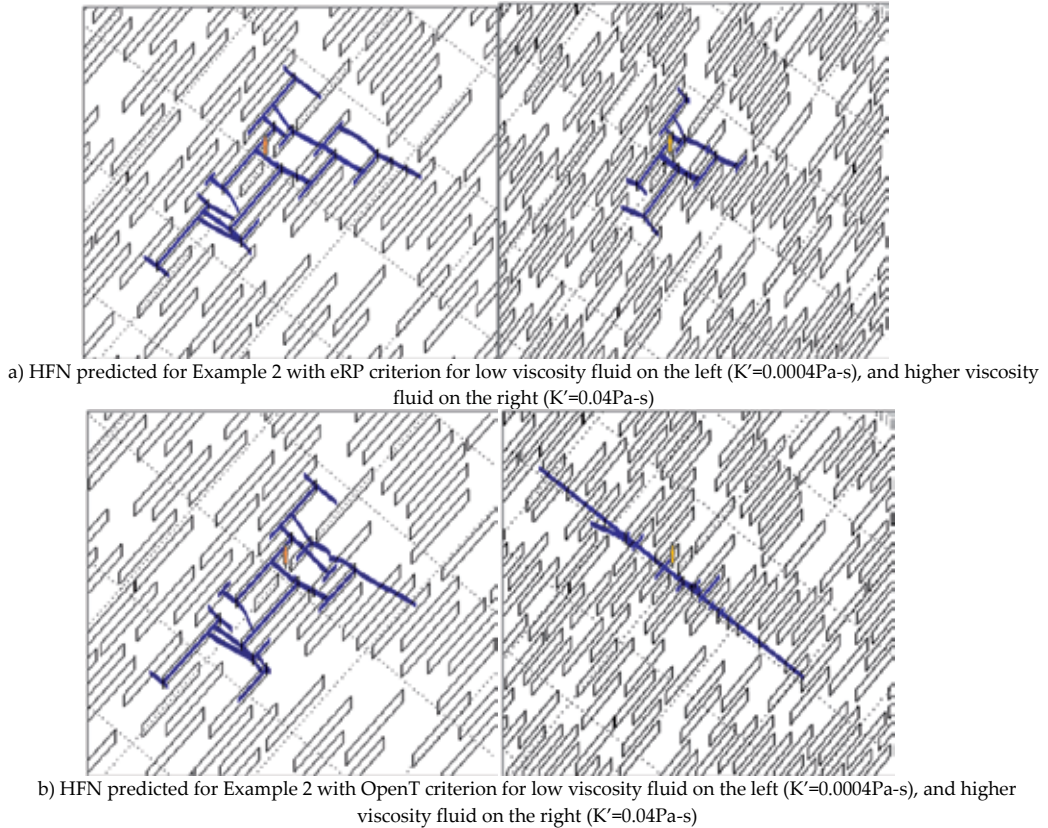 a) HFN predicted for Example 2 with eRP criterion for low viscosity fluid on the left (K’=0.0004Pa-s), and higher viscosity
fluid on the right (K’=0.04Pa-s)
b) HFN predicted for Example 2 with OpenT criterion for low viscosity fluid on the left (K’=0.0004Pa-s), and higher
viscosity fluid on the right (K’=0.04Pa-s)